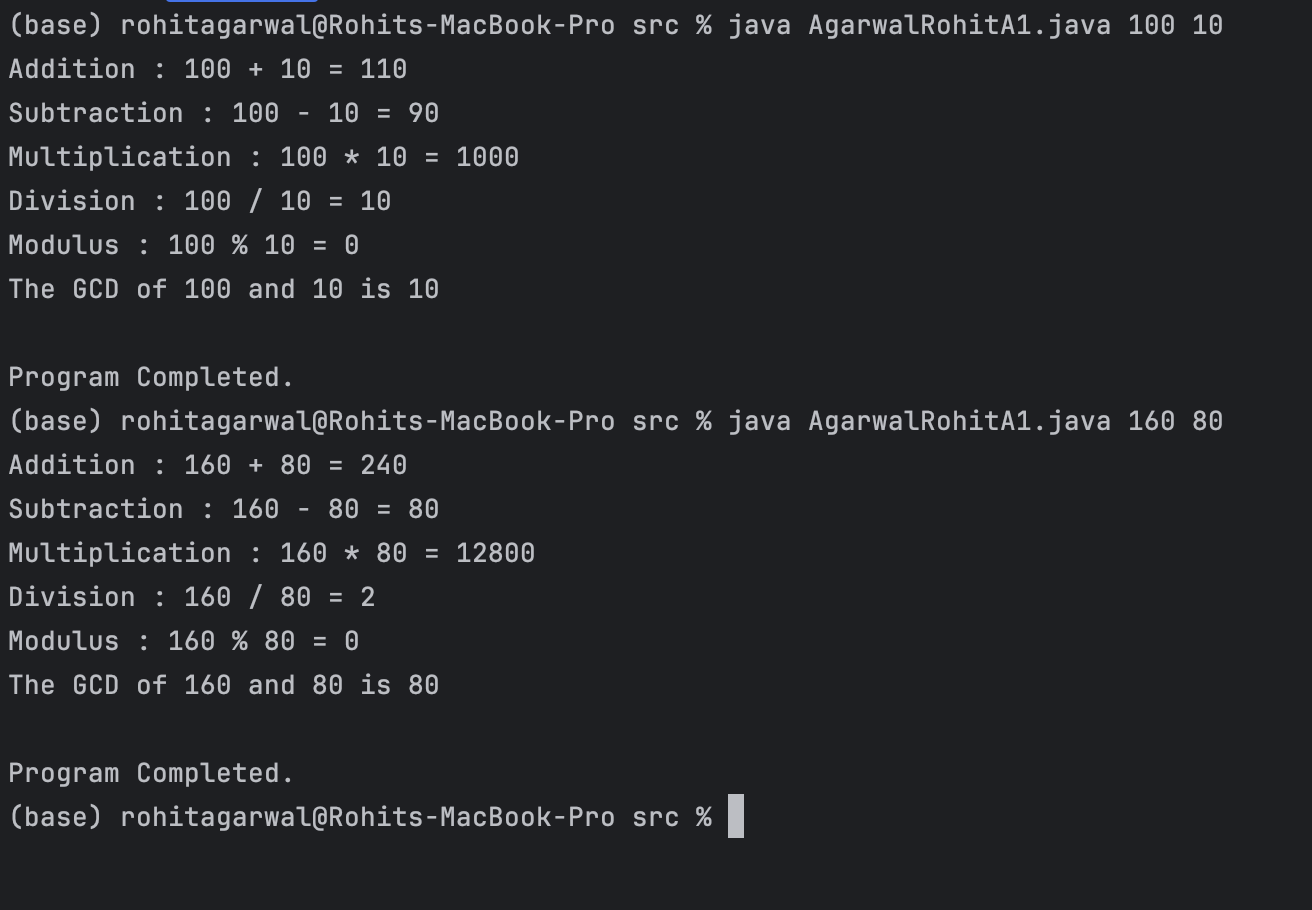 (base) rohitagarwal@Rohits-MacBook-Pro src % java AgarwalRohitA1.java 100 10
Addition : 100 + 10 = 110
Subtraction : 100 - 10 = 90
Multiplication : 100 * 10 = 1000
Division : 100 / 10 = 10
Modulus : 100 % 10 = 0
The GCD of 100 and 10 is 10

Program Completed.
(base) rohitagarwal@Rohits-MacBook-Pro src % java AgarwalRohitA1.java 160 80
Addition : 160 + 80 = 240
Subtraction : 160 - 80 = 80
Multiplication : 160 * 80 = 12800
Division : 160 / 80 = 2
Modulus : 160 % 80 = 0
The GCD of 160 and 80 is 80

Program Completed.
(base) rohitagarwal@Rohits-MacBook-Pro src %